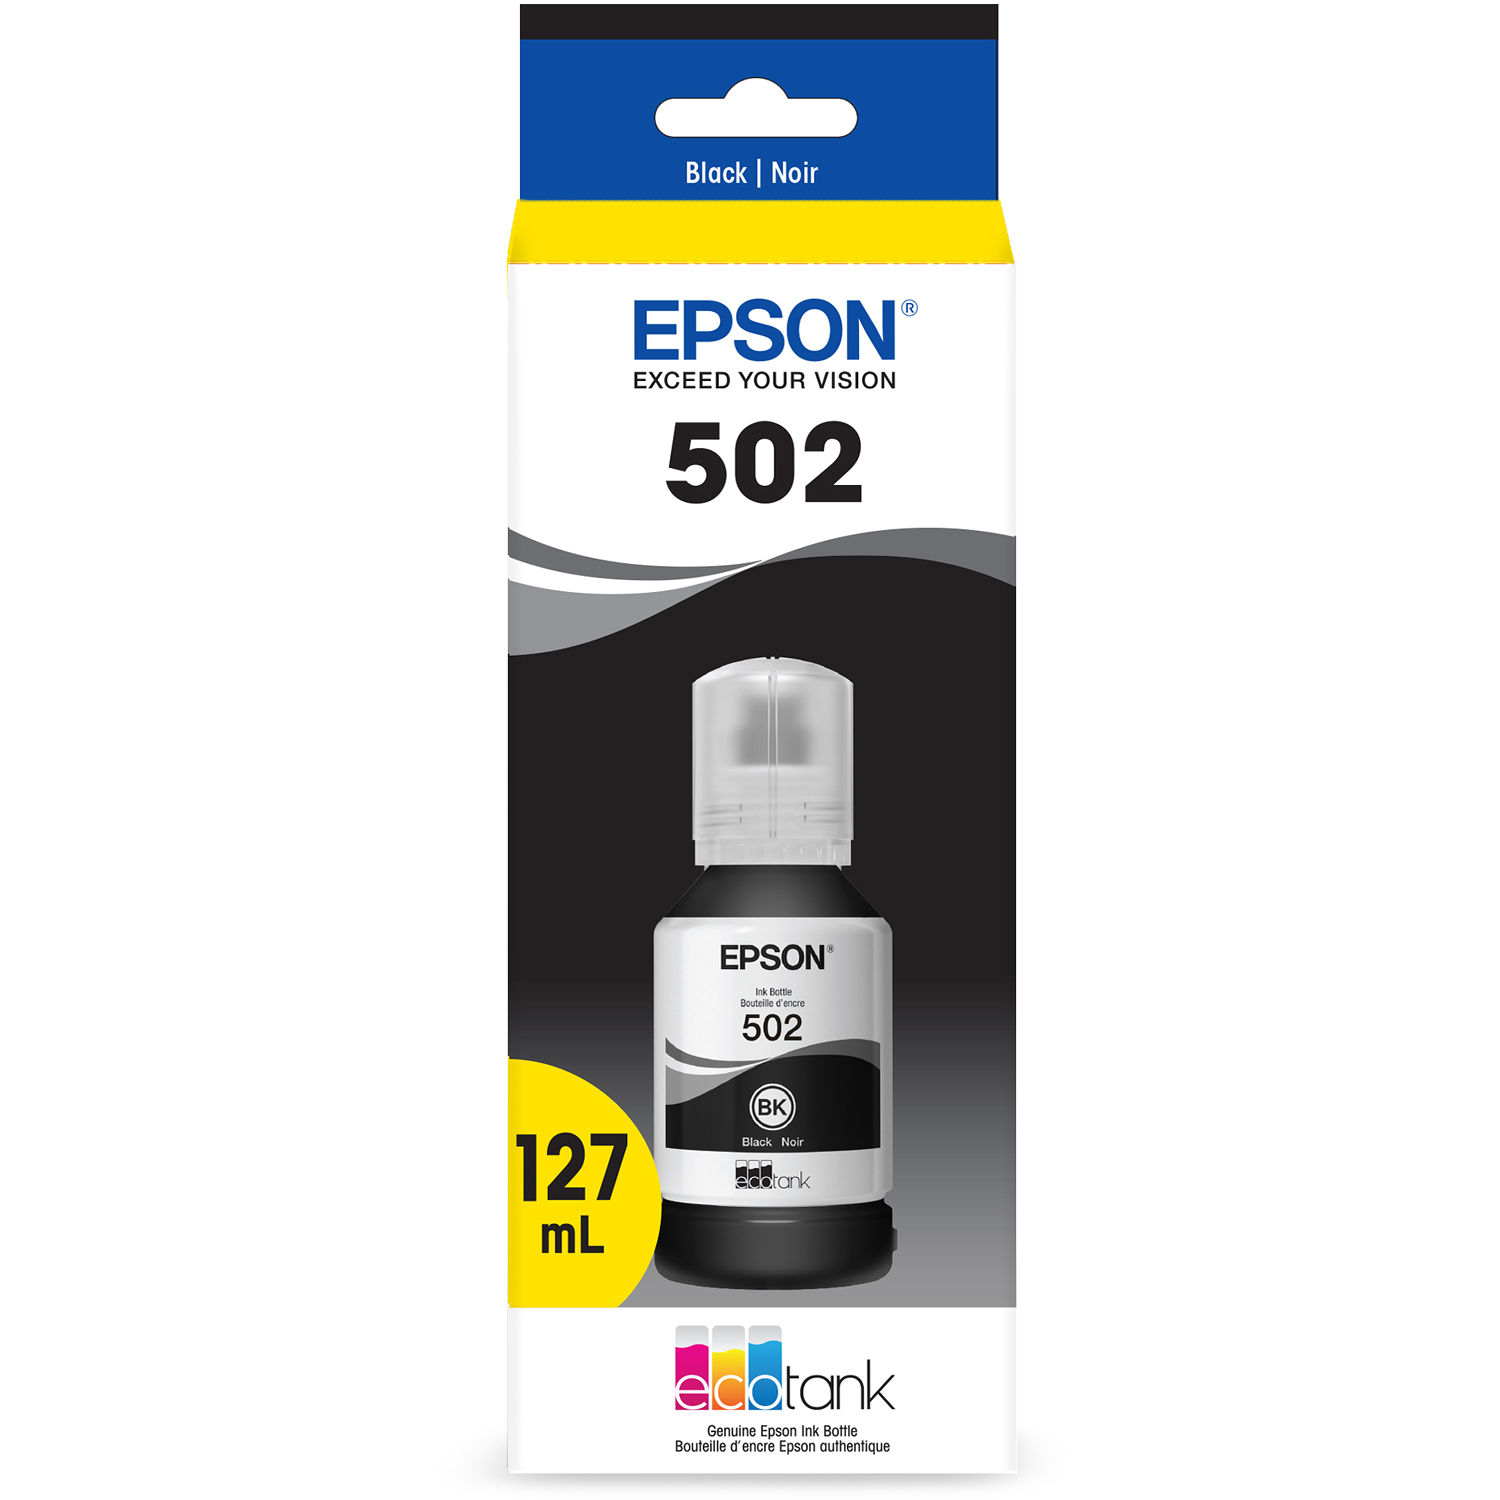 Black | Noir
EPSON®
EXCEED YOUR VISION
502
EPSON®
Ink Bottle
Bouteille d'encre
502
BK
Black Noir
ecotank
127
mL
ecotank
Genuine Epson Ink Bottle
Bouteille d'encre Epson authentique